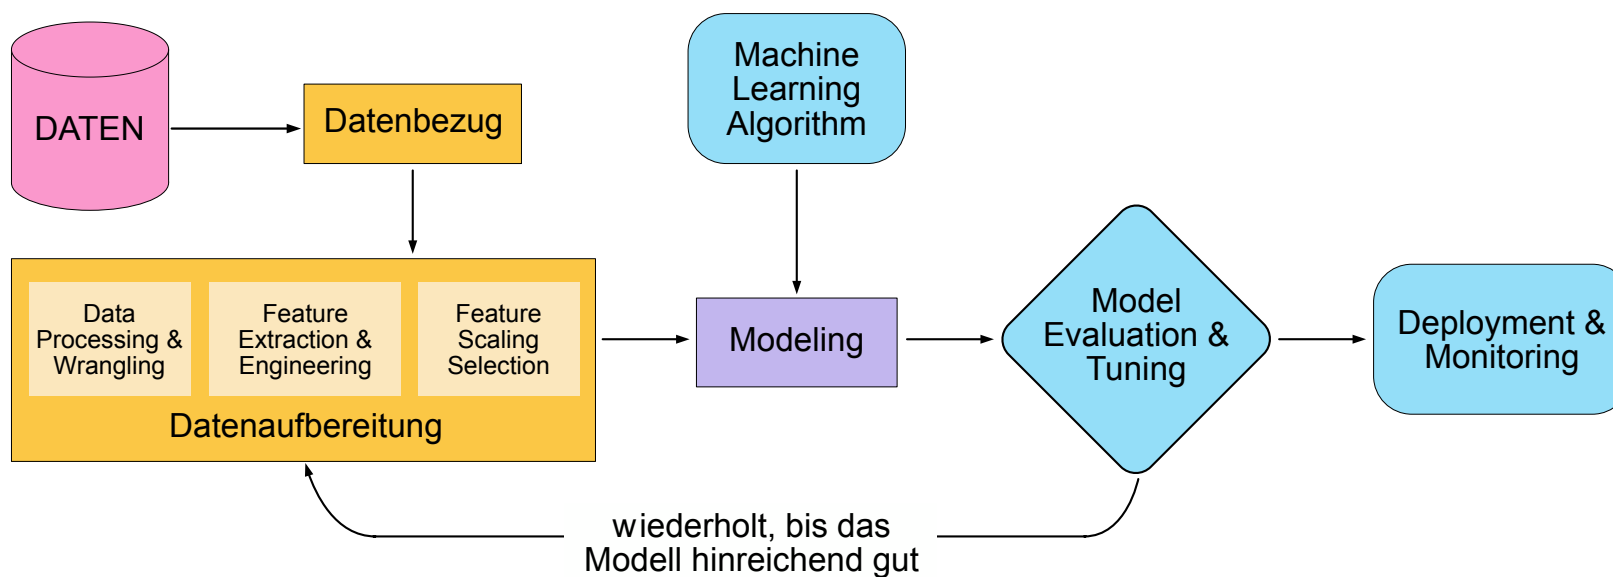 DATEN
Datenbezug
Machine
Learning
Algorithm
Data
Processing &
Wrangling
Feature
Extraction &
Engineering
Feature
Scaling
Selection
Datenaufbereitung
Modeling
Model
Evaluation &
Tuning
Deployment &
Monitoring
wiederholt, bis das
Modell hinreichend gut